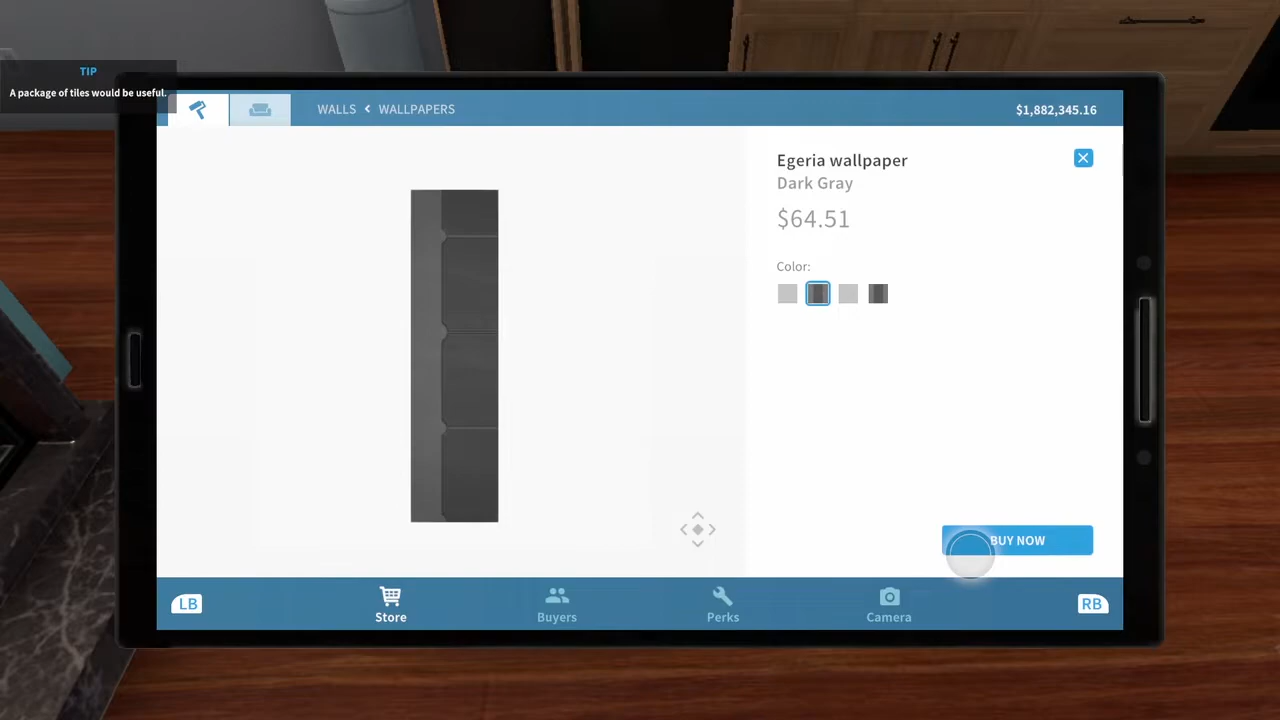 TIP
A package of tiles would be useful.
WALLS < WALLPAPERS
$1,882,345.16
Egeria wallpaper
Dark Gray
$64.51
Color:
BUY NOW
LB
Store
Buyers
Perks
Camera
RB